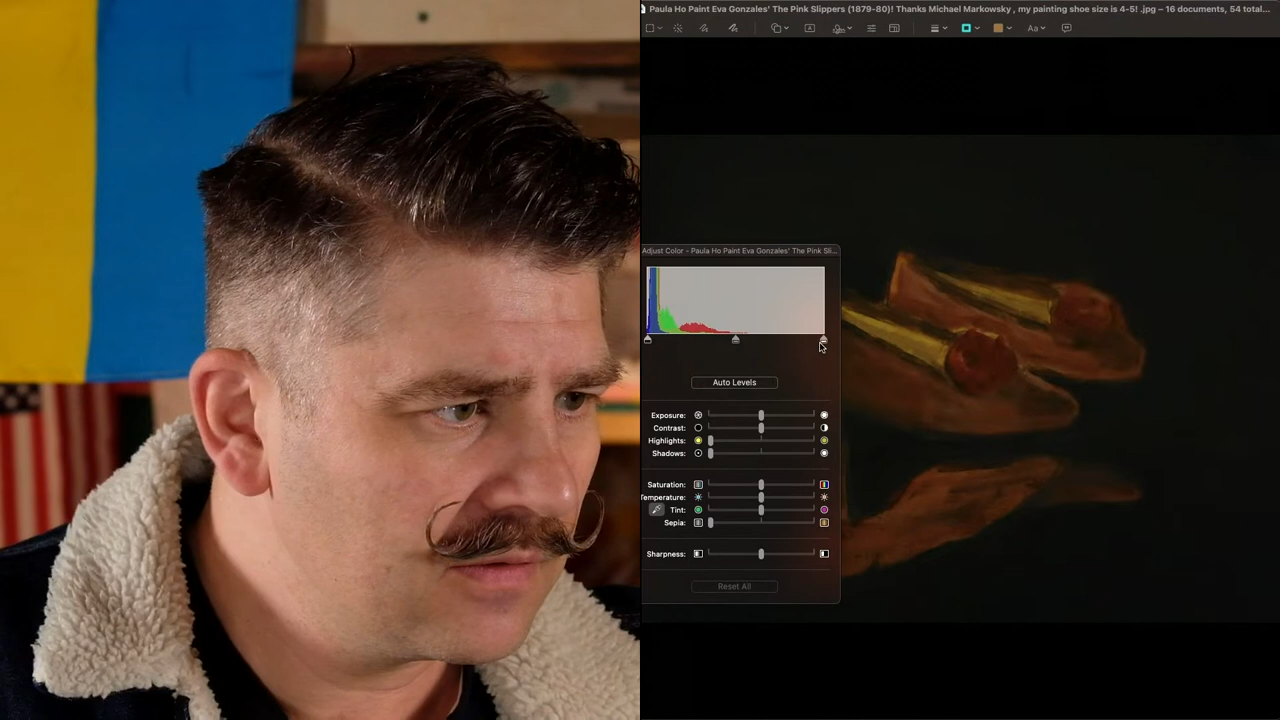 Paula Ho Paint Eva Gonzales' The Pink Slippers (1879-80)! Thanks Michael Markowsky , my painting shoe size is 4-5! .jpg – 16 documents, 54 total...
Aa
Adjust Color - Paula Ho Paint Eva Gonzales' The Pink Sli...
Auto Levels
Exposure:
Contrast:
Highlights:
Shadows:
Saturation:
Temperature:
Tint:
Sepia:
Sharpness:
Reset All